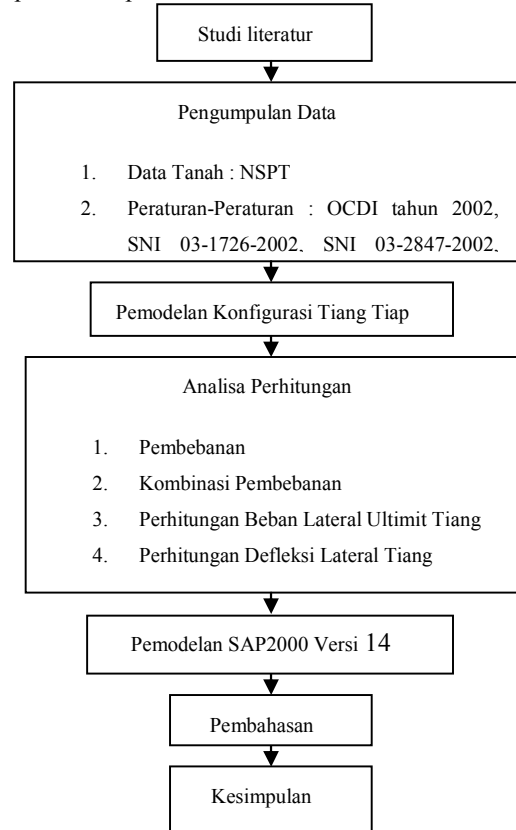 Studi literatur
Pengumpulan Data
1. Data Tanah : NSPT
2. Peraturan-Peraturan : OCDI tahun 2002,
SNI 03-1726-2002, SNI 03-2847-2002,
Pemodelan Konfigurasi Tiang Tiap
Analisa Perhitungan
1. Pembebanan
2. Kombinasi Pembebanan
3. Perhitungan Beban Lateral Ultimit Tiang
4. Perhitungan Defleksi Lateral Tiang
Pemodelan SAP2000 Versi 14
Pembahasan
Kesimpulan